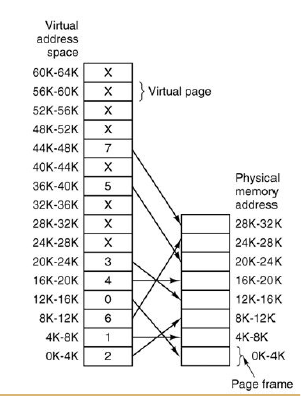 Virtual
address
space
60K-64K X
56K-60K X } Virtual page
52K-56K X
48K-52K X
44K-48K 7
40K-44K X
36K-40K 5
32K-36K X
28K-32K X
24K-28K X
20K-24K 3
16K-20K 4
12K-16K 0
8K-12K 6
4K-8K 1
0K-4K 2
Physical
memory
address
28K-32K
24K-28K
20K-24K
16K-20K
12K-16K
8K-12K
4K-8K
} 0K-4K
Page frame